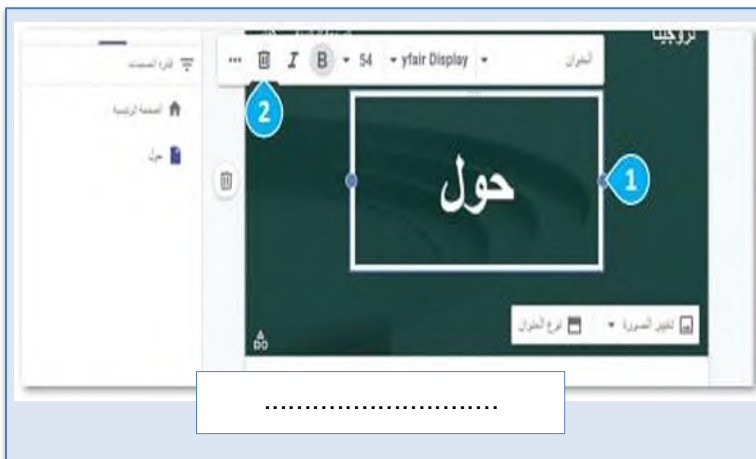 العنوان
yfair Display
54
B
I
...
2
الصفحة الرئيسية
حول
حول
1
تغيير الصورة
نوع العنوان
............................